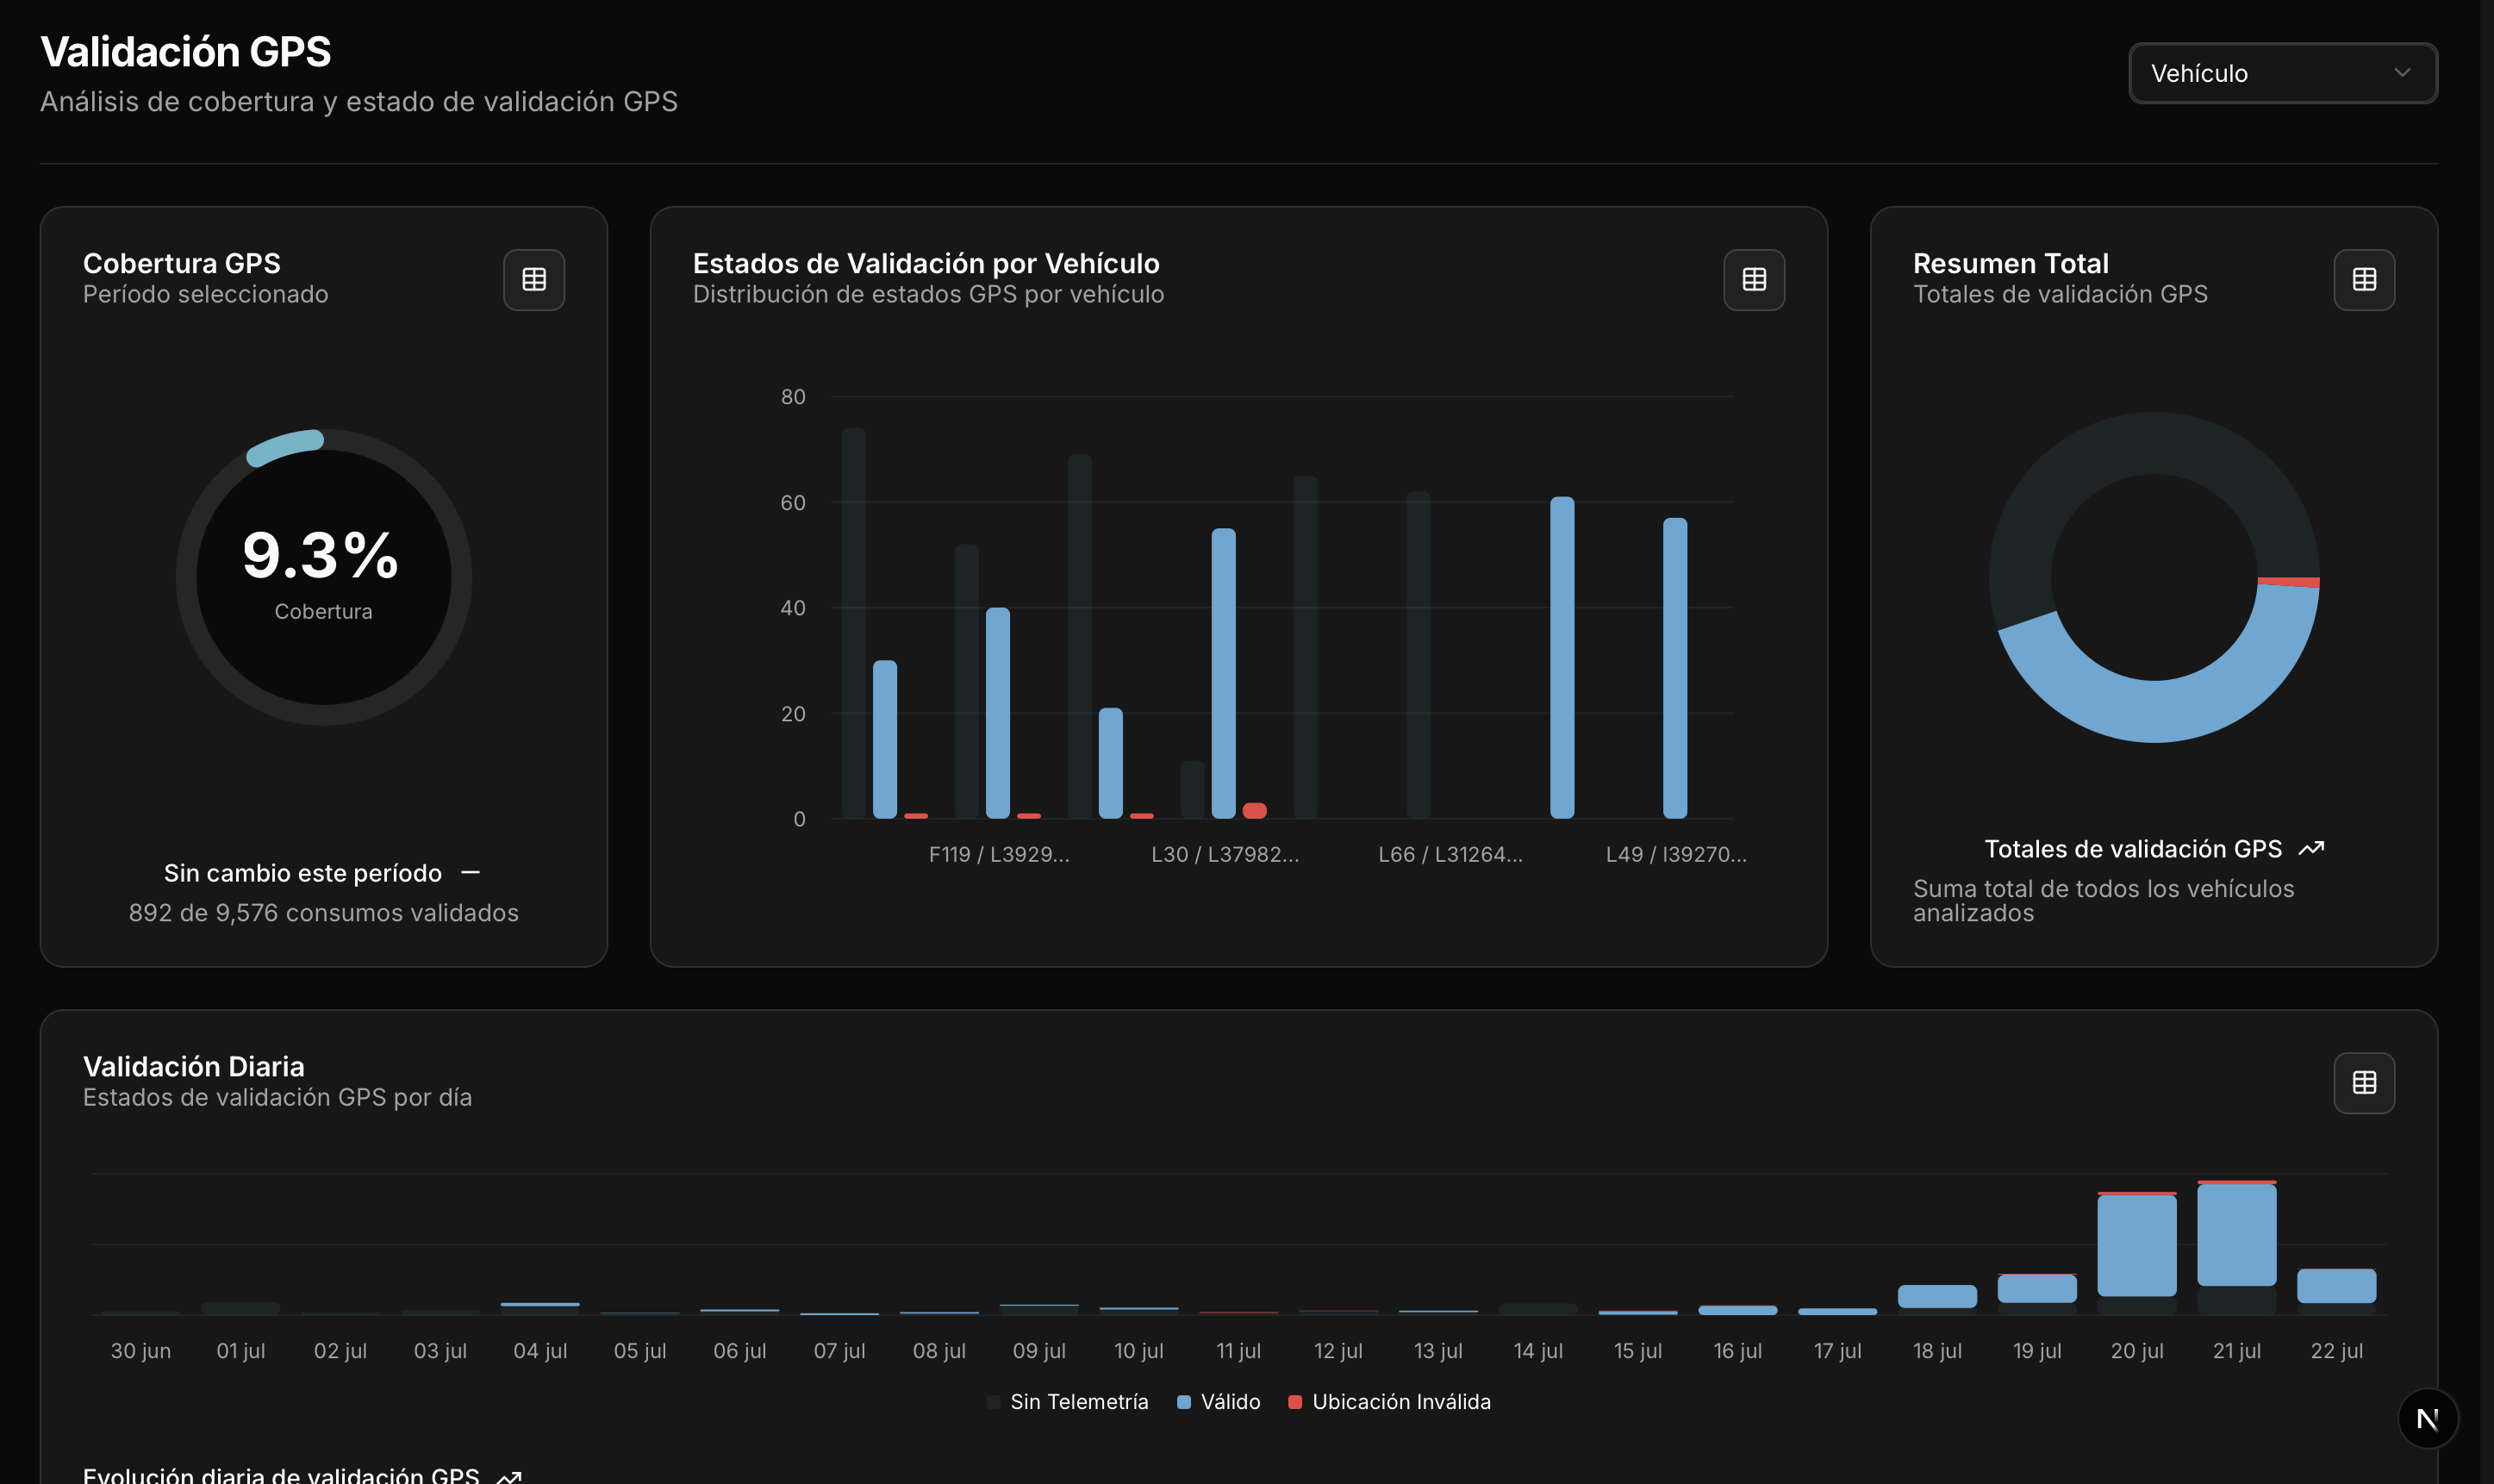 Validación GPS
Análisis de cobertura y estado de validación GPS
Vehículo
Cobertura GPS
Período seleccionado
9.3%
Cobertura
Sin cambio este período
892 de 9,576 consumos validados
Estados de Validación por Vehículo
Distribución de estados GPS por vehículo
80
60
40
20
0
F119 / L3929...
L30 / L37982...
L66 / L31264...
L49 / I39270...
Resumen Total
Totales de validación GPS
Totales de validación GPS
Suma total de todos los vehículos
analizados
Validación Diaria
Estados de validación GPS por día
30 jun 01 jul 02 jul 03 jul 04 jul 05 jul 06 jul 07 jul 08 jul 09 jul 10 jul 11 jul 12 jul 13 jul 14 jul 15 jul 16 jul 17 jul 18 jul 19 jul 20 jul 21 jul 22 jul
Sin Telemetría Válido Ubicación Inválida
N
Evolución diaria de validación GPS